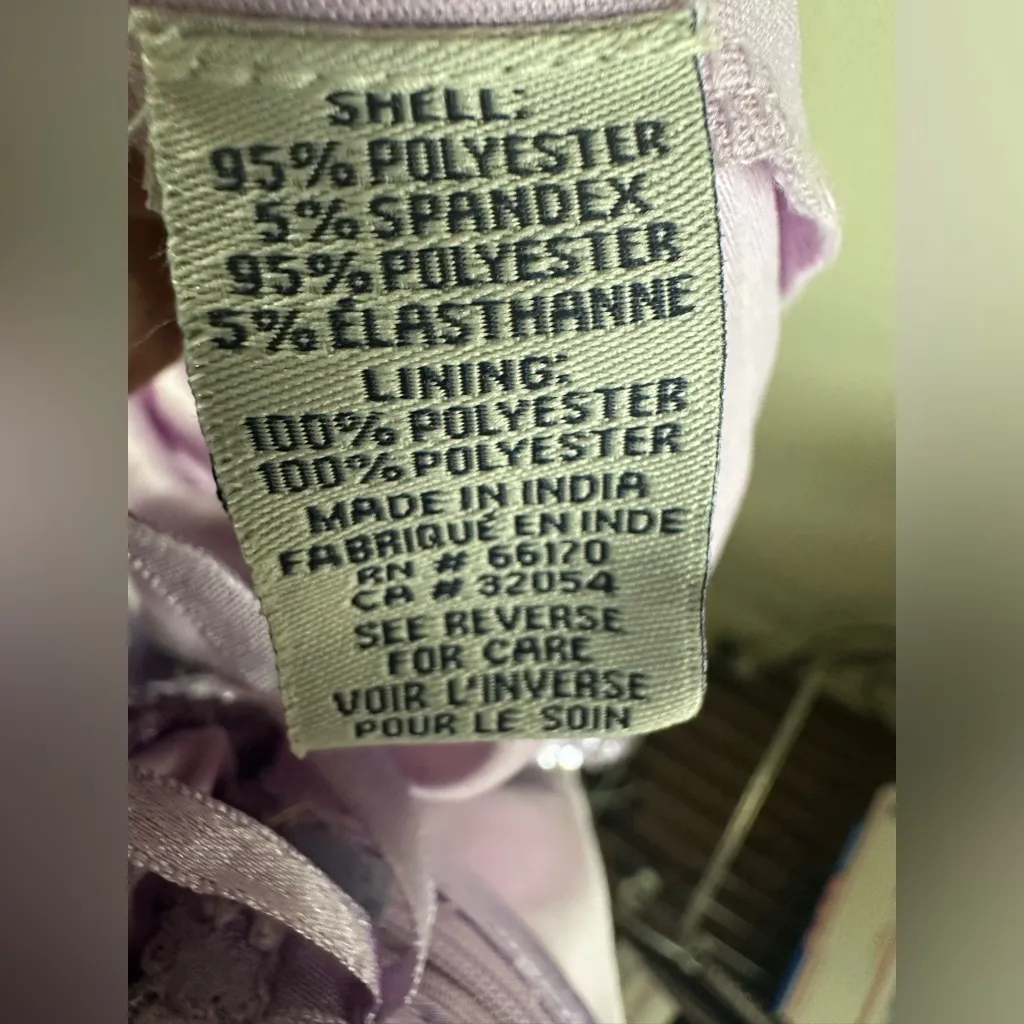 SHELL:
95% POLYESTER
5% SPANDEX
95% POLYESTER
5% ÉLASTHANNE
LINING:
100% POLYESTER
100% POLYESTER
MADE IN INDIA
FABRIQUÉ EN INDE
RN # 66170
CA # 32054
SEE REVERSE
FOR CARE
VOIR L'INVERSE
POUR LE SOIN